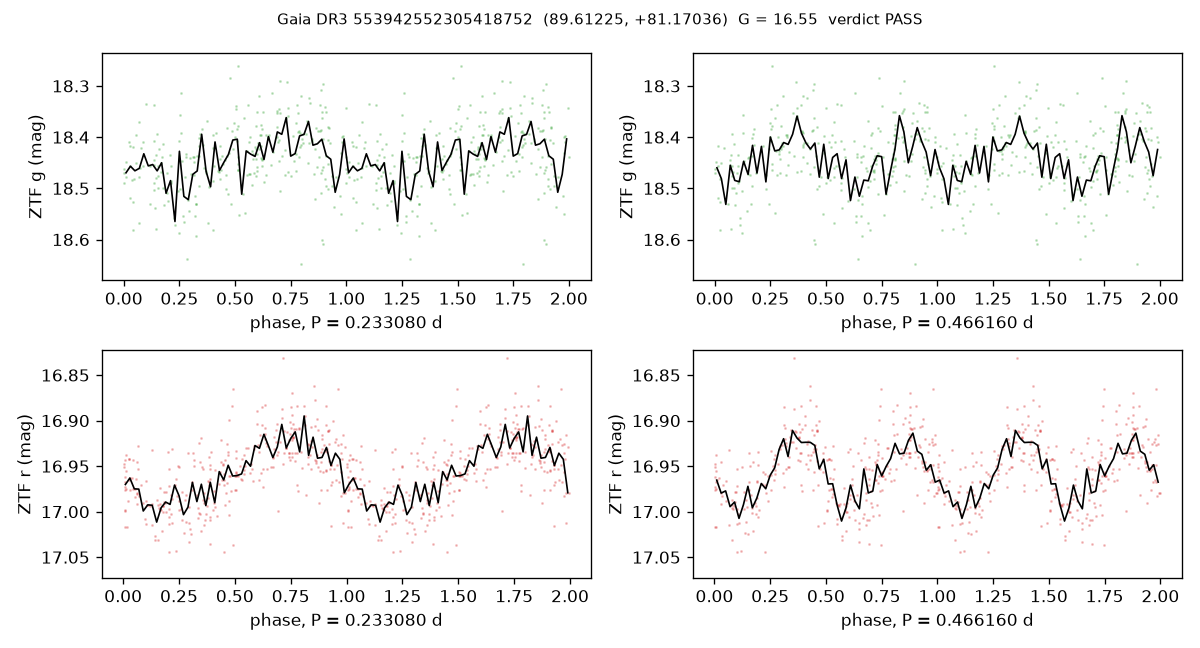 Gaia DR3 553942552305418752 (89.61225, +81.17036) G = 16.55 verdict PASS
ZTF g (mag)
18.3
18.4
18.5
18.6
0.00 0.25 0.50 0.75 1.00 1.25 1.50 1.75 2.00
phase, P = 0.233080 d
ZTF g (mag)
18.3
18.4
18.5
18.6
0.00 0.25 0.50 0.75 1.00 1.25 1.50 1.75 2.00
phase, P = 0.466160 d
ZTF r (mag)
16.85
16.90
16.95
17.00
17.05
0.00 0.25 0.50 0.75 1.00 1.25 1.50 1.75 2.00
phase, P = 0.233080 d
ZTF r (mag)
16.85
16.90
16.95
17.00
17.05
0.00 0.25 0.50 0.75 1.00 1.25 1.50 1.75 2.00
phase, P = 0.466160 d